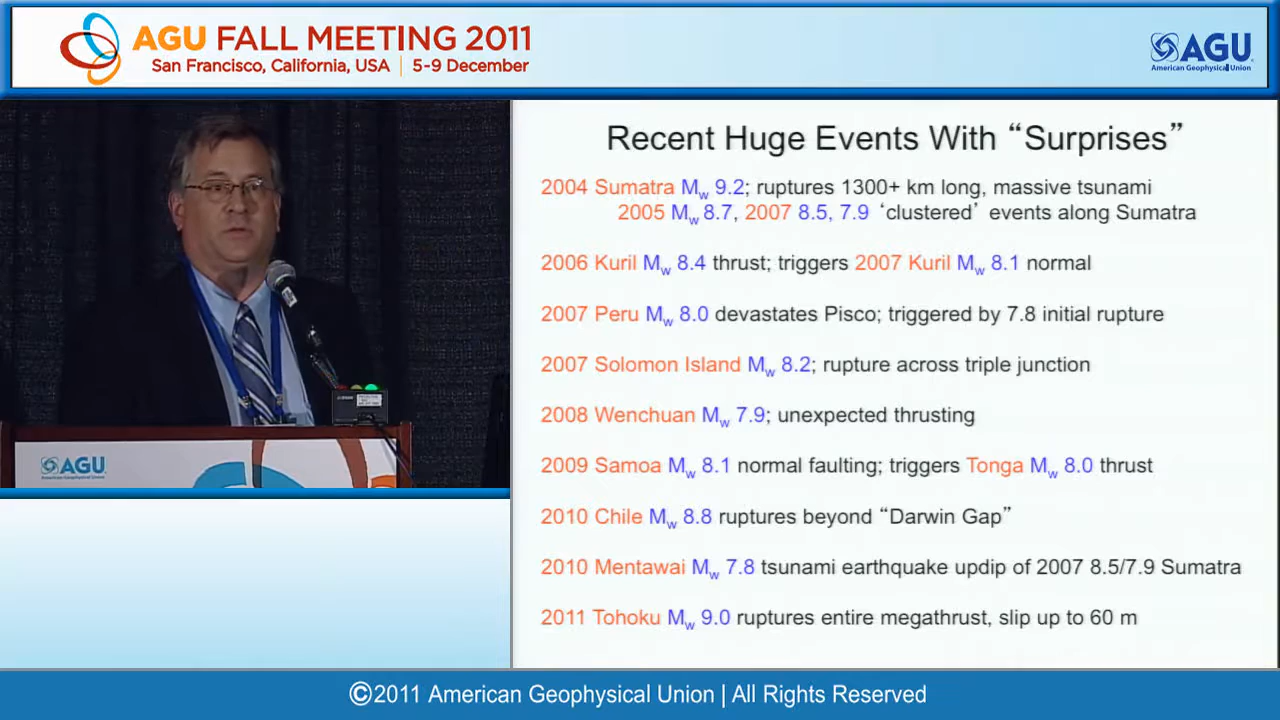 AGU FALL MEETING 2011
San Francisco, California, USA | 5-9 December
AGU
American Geophysical Union
Recent Huge Events With “Surprises”
2004 Sumatra Mw 9.2; ruptures 1300+ km long, massive tsunami
2005 Mw 8.7, 2007 8.5, 7.9 ‘clustered’ events along Sumatra
2006 Kuril Mw 8.4 thrust; triggers 2007 Kuril Mw 8.1 normal
2007 Peru Mw 8.0 devastates Pisco; triggered by 7.8 initial rupture
2007 Solomon Island Mw 8.2; rupture across triple junction
2008 Wenchuan Mw 7.9; unexpected thrusting
2009 Samoa Mw 8.1 normal faulting; triggers Tonga Mw 8.0 thrust
2010 Chile Mw 8.8 ruptures beyond “Darwin Gap”
2010 Mentawai Mw 7.8 tsunami earthquake updip of 2007 8.5/7.9 Sumatra
2011 Tohoku Mw 9.0 ruptures entire megathrust, slip up to 60 m
AGU
American Geophysical Union
©2011 American Geophysical Union | All Rights Reserved